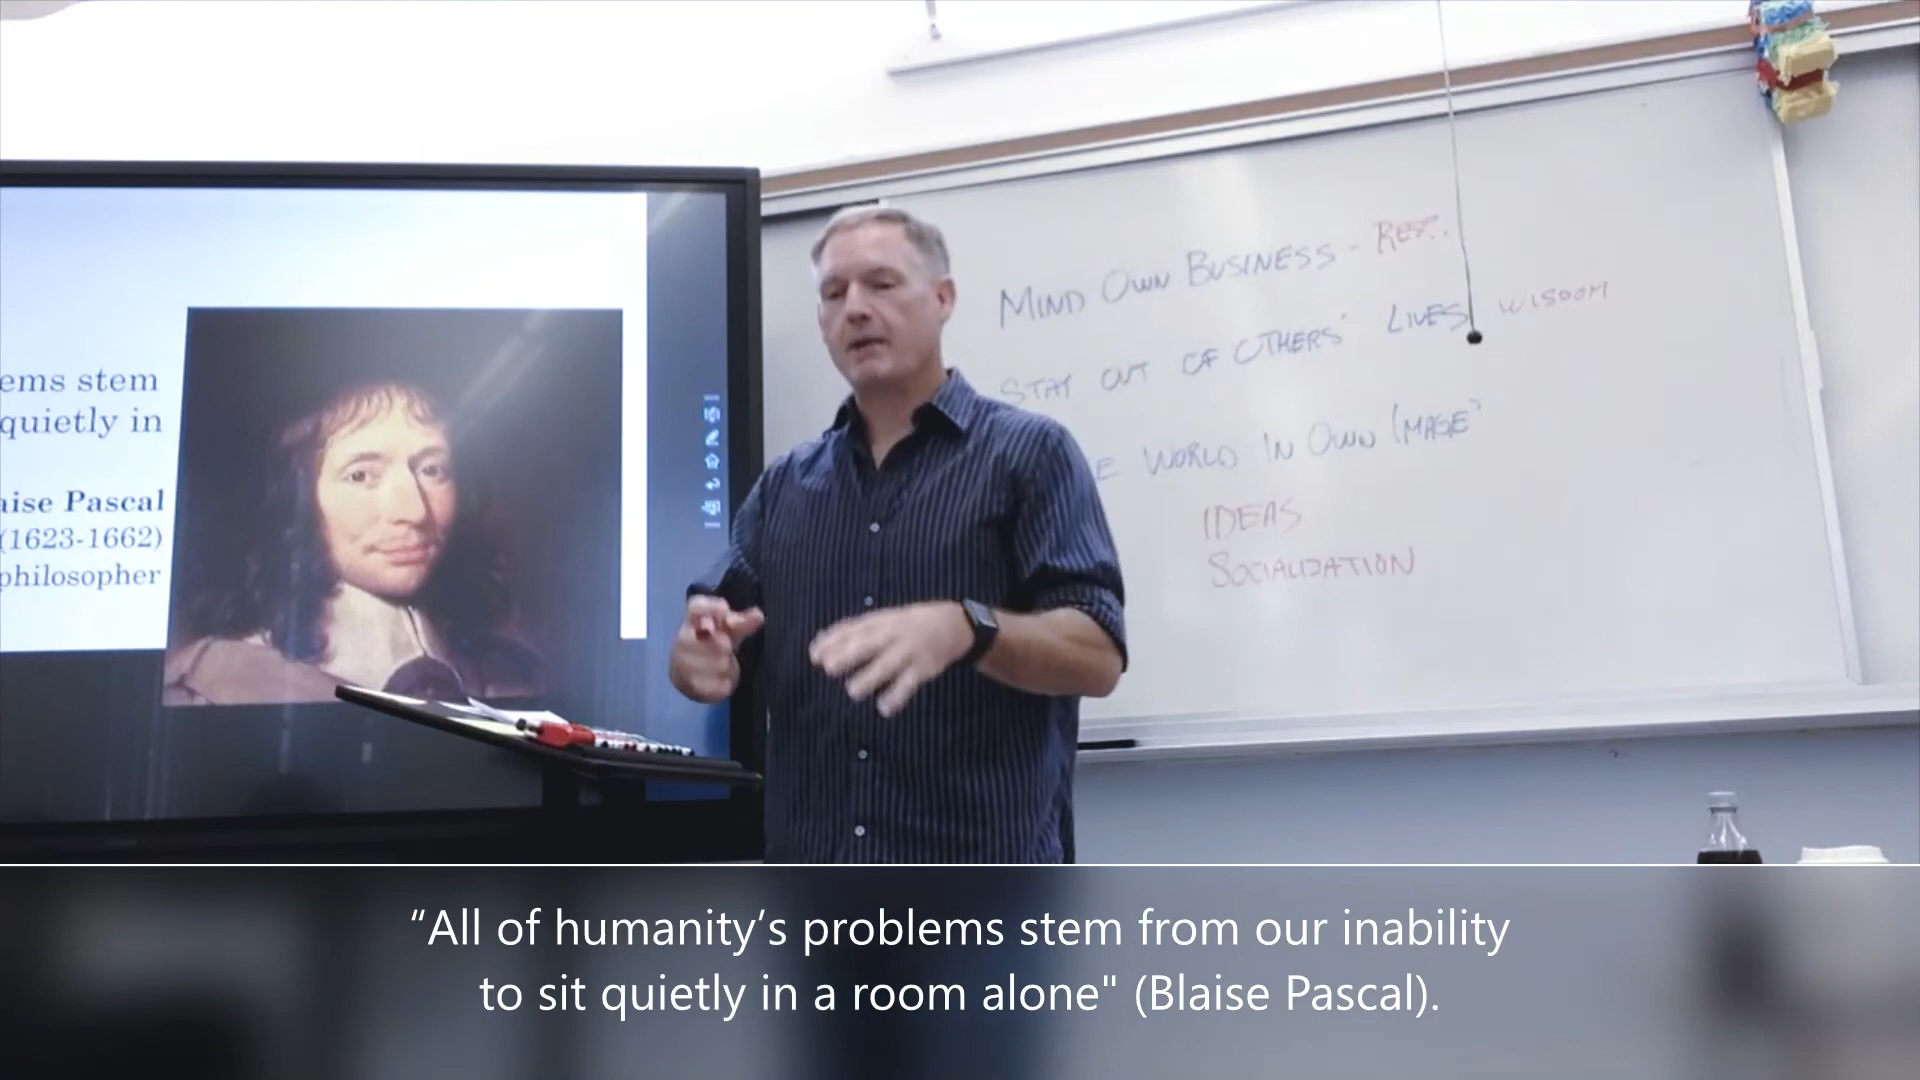 ems stem
quietly in
aise Pascal
(1623-1662)
philosopher
MIND OWN BUSINESS - RESP.
STAY OUT OF OTHERS' LIVES WISDOM
E WORLD IN OWN IMAGE"
IDEAS
SOCIALIZATION
“All of humanity‘s problems stem from our inability
to sit quietly in a room alone" (Blaise Pascal).